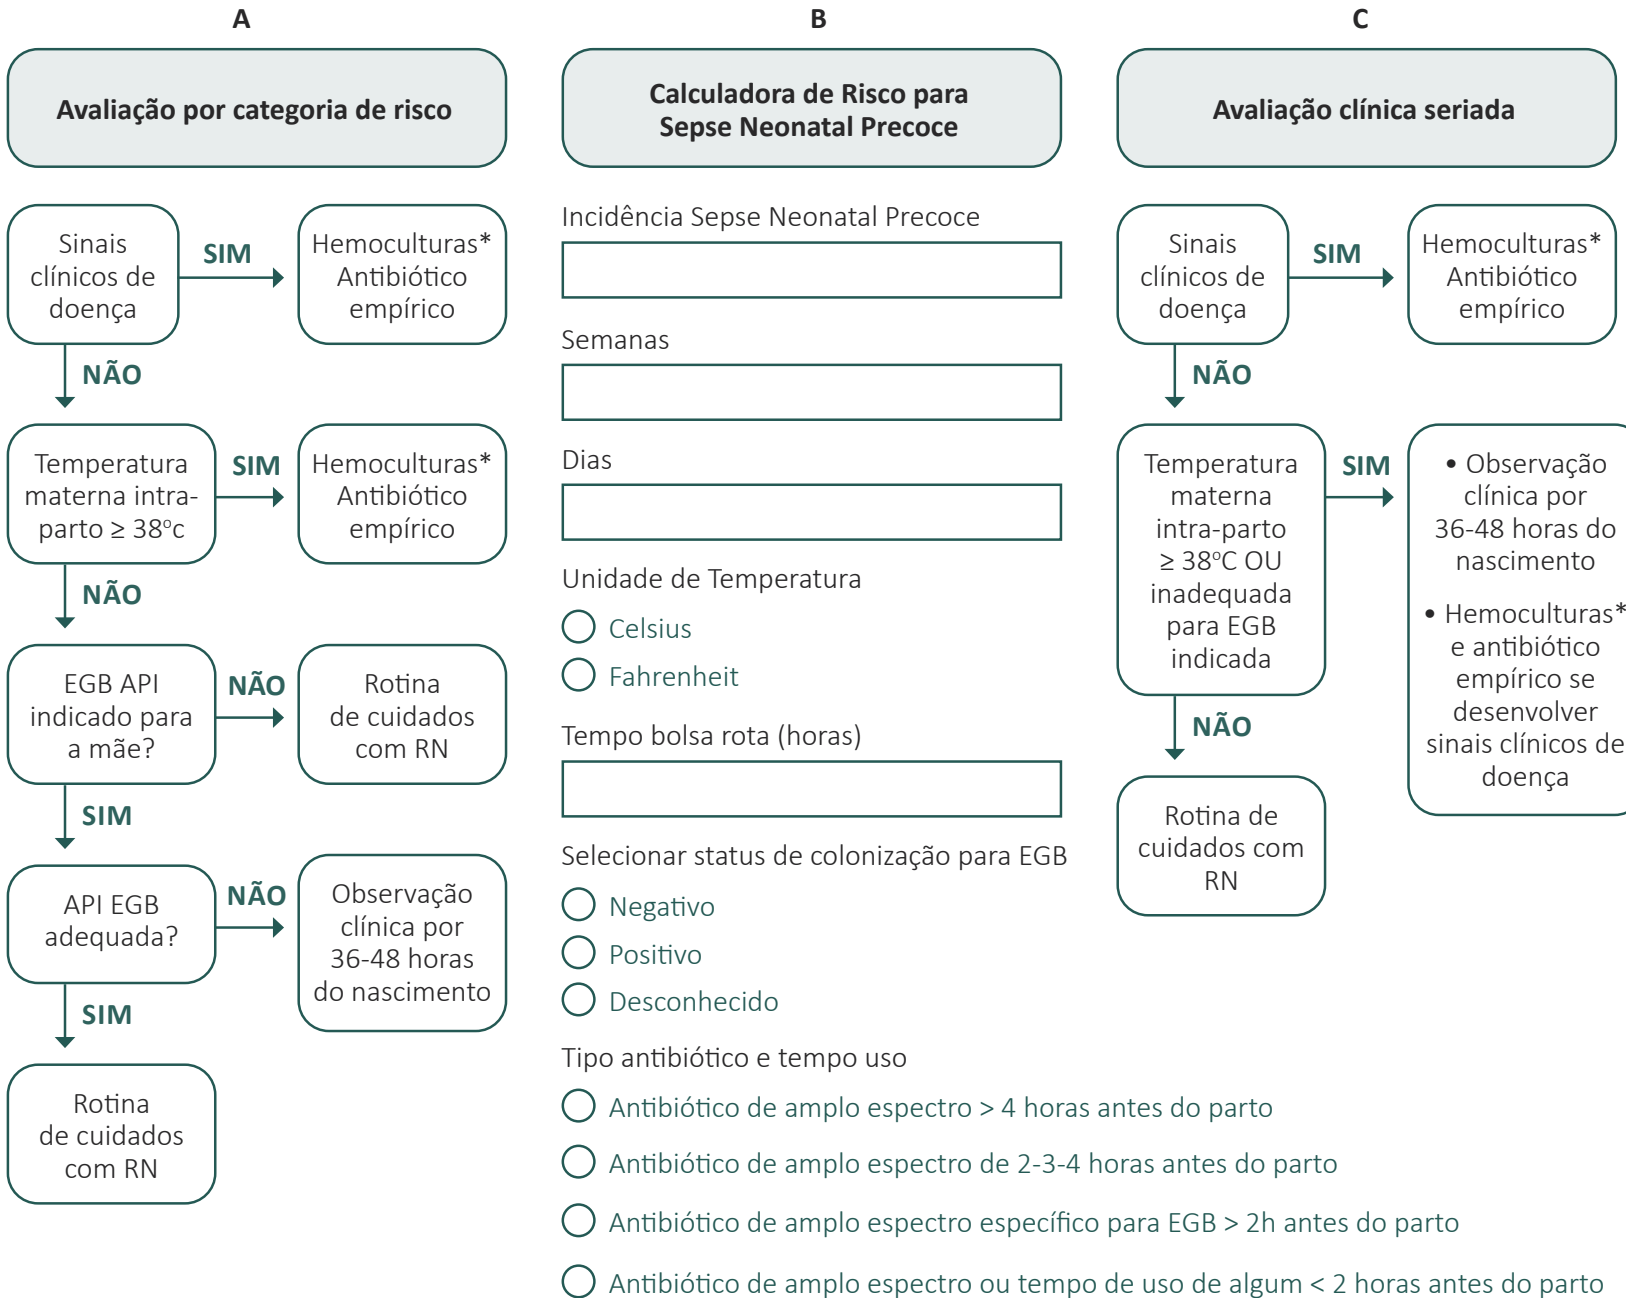 A
Avaliação por categoria de risco
Sinais
clínicos de
doença
SIM
Hemoculturas*
Antibiótico
empírico
NÃO
Temperatura
materna intra-
parto ≥ 38ºc
SIM
Hemoculturas*
Antibiótico
empírico
NÃO
EGB API
indicado para
a mãe?
NÃO
Rotina
de cuidados
com RN
SIM
API EGB
adequada?
NÃO
Observação
clínica por
36-48 horas
do nascimento
SIM
Rotina
de cuidados
com RN
B
Calculadora de Risco para
Sepse Neonatal Precoce
Incidência Sepse Neonatal Precoce
Semanas
Dias
Unidade de Temperatura
Celsius
Fahrenheit
Tempo bolsa rota (horas)
Selecionar status de colonização para EGB
Negativo
Positivo
Desconhecido
Tipo antibiótico e tempo uso
Antibiótico de amplo espectro > 4 horas antes do parto
Antibiótico de amplo espectro de 2-3-4 horas antes do parto
Antibiótico de amplo espectro específico para EGB > 2h antes do parto
Antibiótico de amplo espectro ou tempo de uso de algum < 2 horas antes do parto
C
Avaliação clínica seriada
Sinais
clínicos de
doença
SIM
Hemoculturas*
Antibiótico
empírico
NÃO
Temperatura
materna
intra-parto
≥ 38ºC OU
inadequada
para EGB
indicada
SIM
• Observação
clínica por
36-48 horas do
nascimento
• Hemoculturas*
e antibiótico
empírico se
desenvolver
sinais clínicos de
doença
NÃO
Rotina de
cuidados com
RN